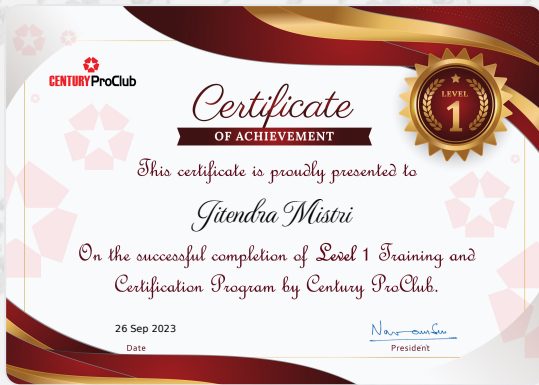 CENTURY ProClub
Certificate
OF ACHIEVEMENT
LEVEL
1
This certificate is proudly presented to
Jitendra Mistri
On the successful completion of Level 1 Training and
Certification Program by Century ProClub.
26 Sep 2023
Date
President